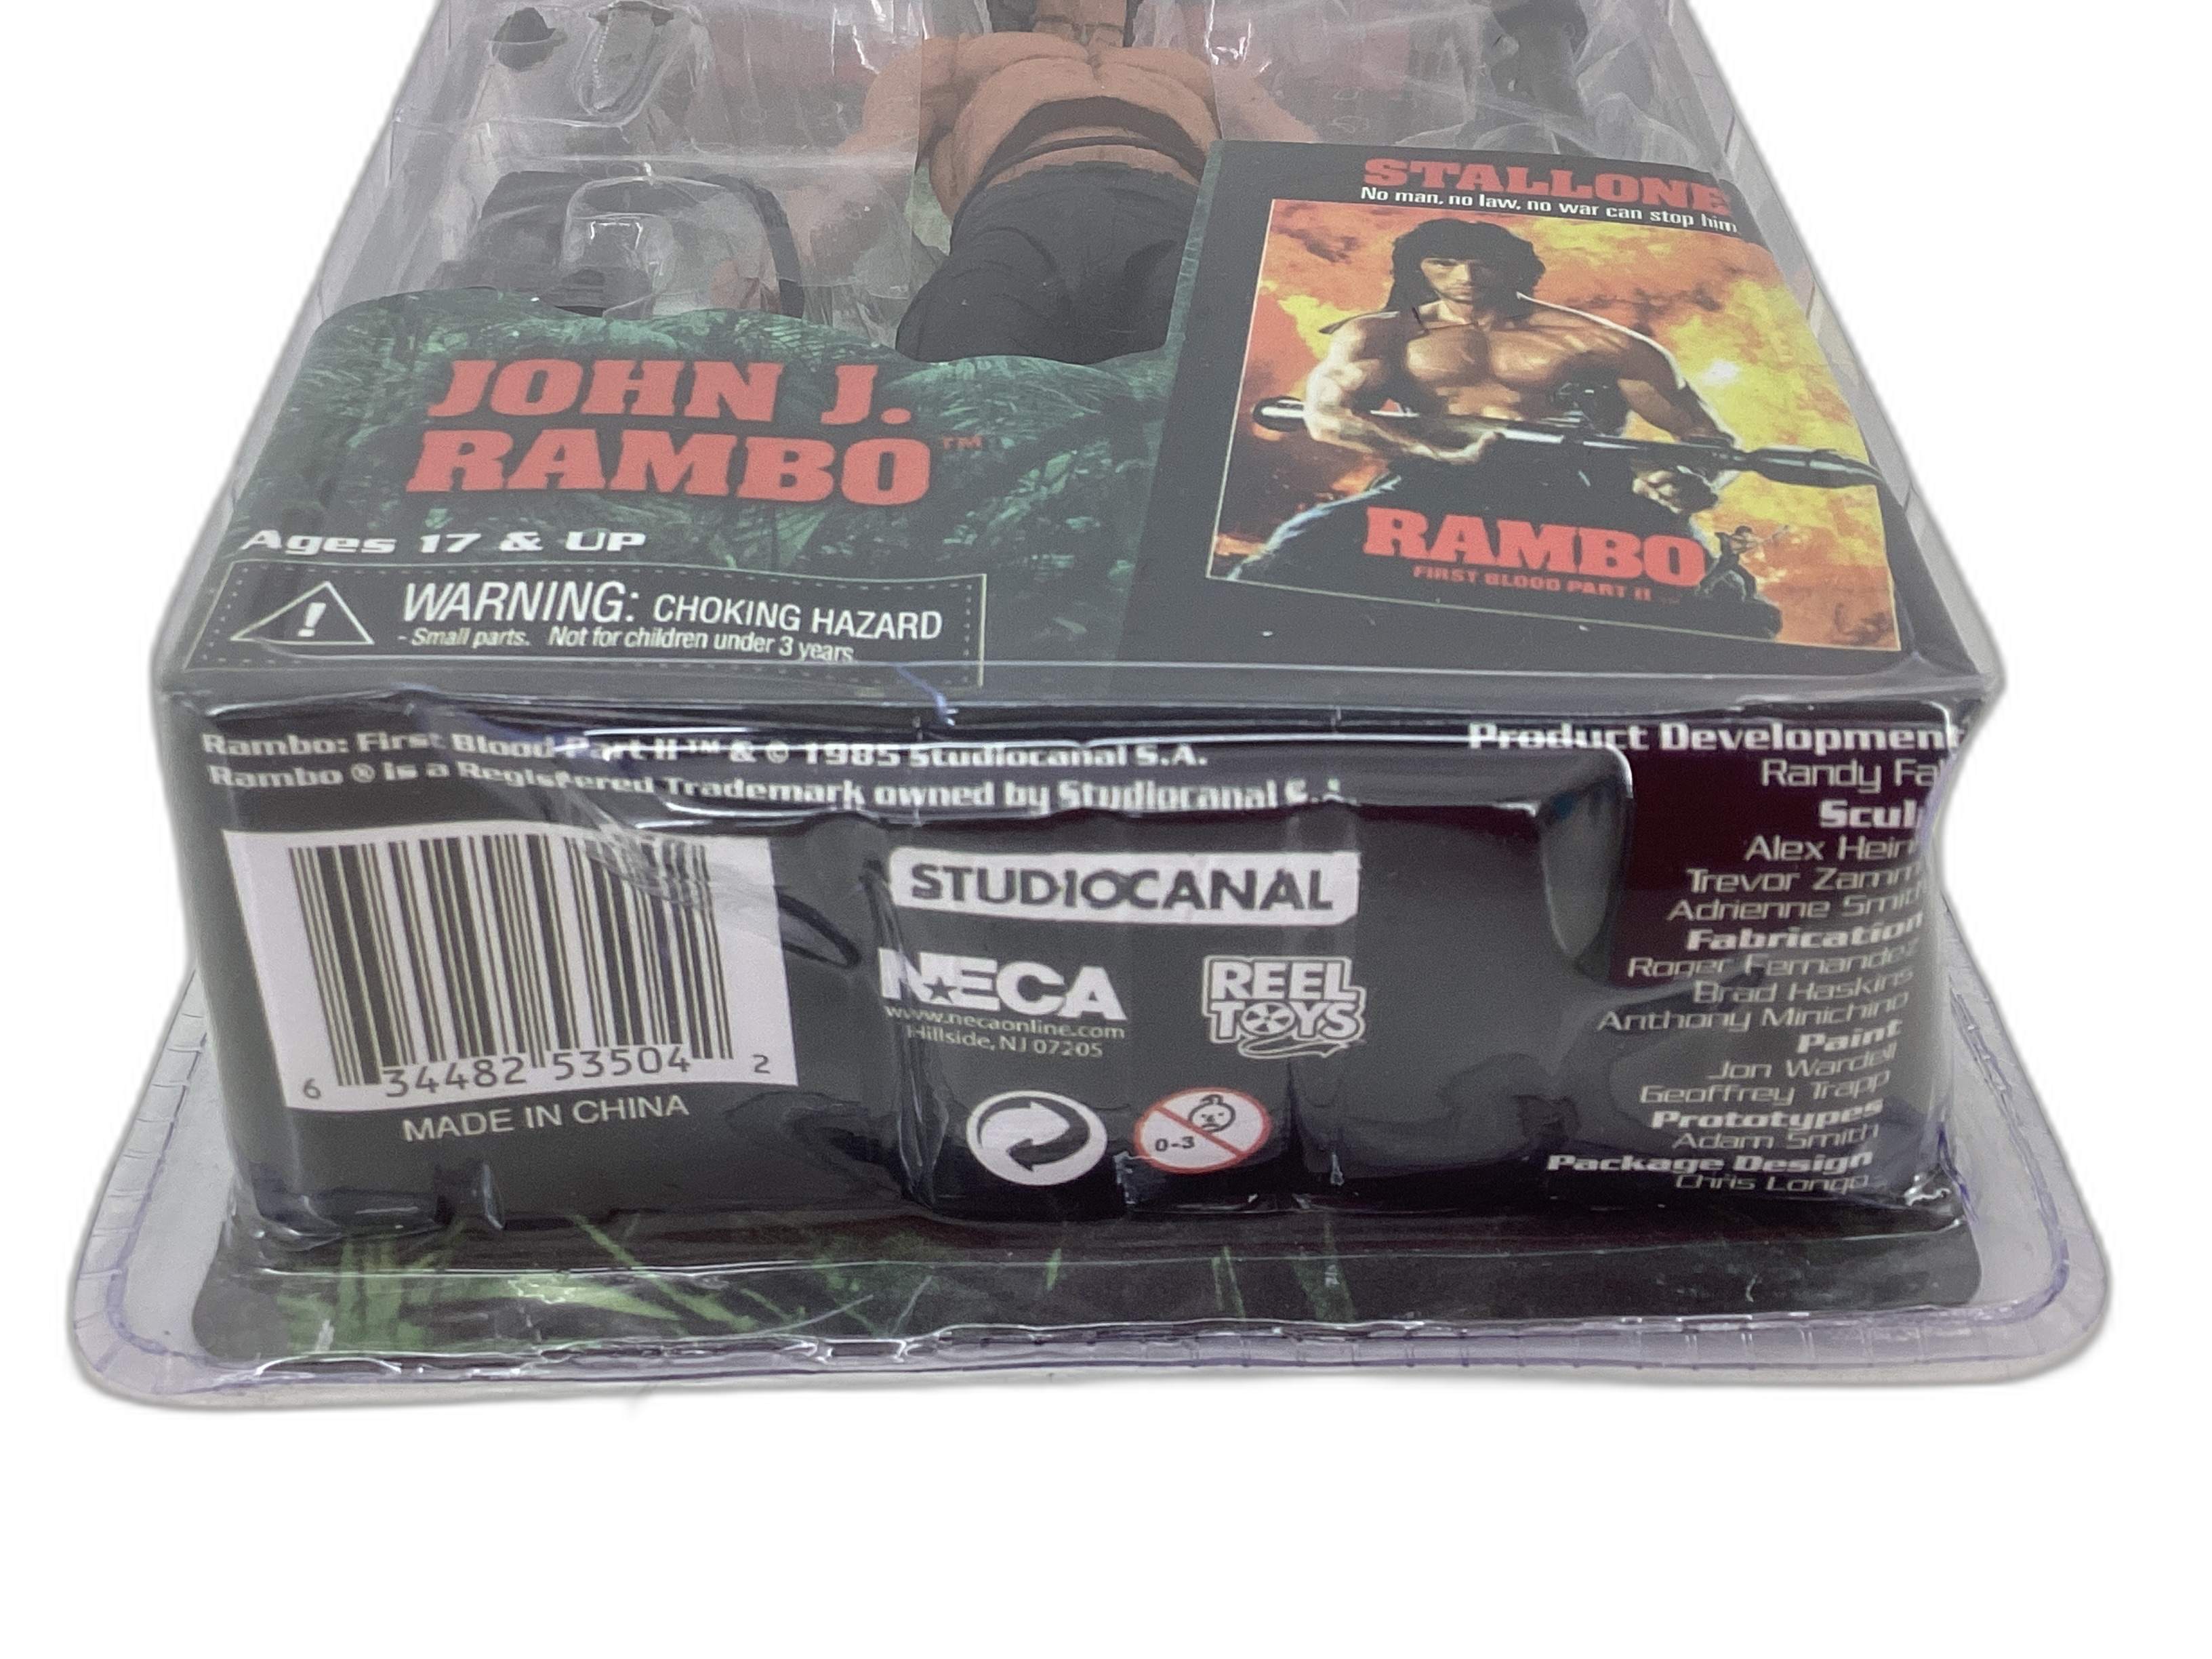 STALLONE
No man, no law, no war can stop him
JOHN J.
RAMBO™
Ages 17 & UP
! WARNING: CHOKING HAZARD
- Small parts. Not for children under 3 years.
RAMBO
FIRST BLOOD PART II
Rambo: First Blood Part II ™ & © 1985 Studiocanal S.A.
Rambo ® is a Registered Trademark owned by Studiocanal
6 34482 53504 2
MADE IN CHINA
STUDIOCANAL
NECA
www.necaonline.com
Hillside, NJ 07205
REEL
TOYS
0-3
Product Development
Randy
Alex
Trevor
Adrienne Smith
Fabrication
Roger Fernandez
Brad Haskins
Anthony Minichino
Paint
Jon Wardell
Geoffrey Trapp
Prototypes
Adam Smith
Package Design
Chris Longo